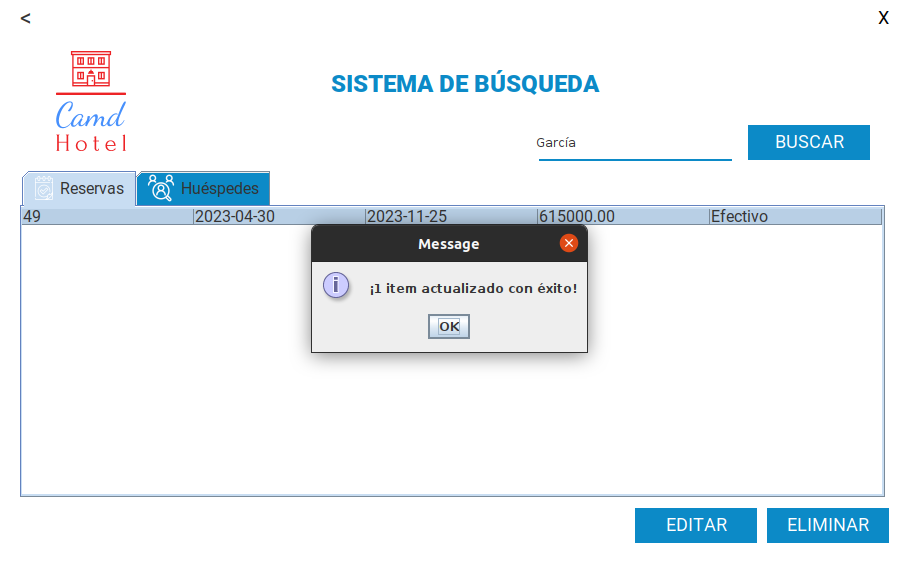 <
X
Camd
Hotel
SISTEMA DE BÚSQUEDA
García
BUSCAR
Reservas
Huéspedes
49 2023-04-30 2023-11-25 615000.00 Efectivo
Message
¡1 item actualizado con éxito!
OK
EDITAR
ELIMINAR